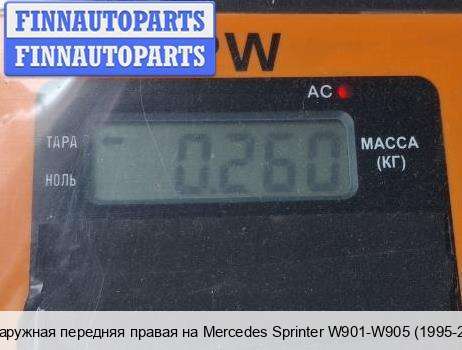 FINNAUTOPARTS
FINNAUTOPARTS
PW
AC
ТАРА
0.260
МАССА
(КГ)
НОЛЬ
аружная передняя правая на Mercedes Sprinter W901-W905 (1995-2